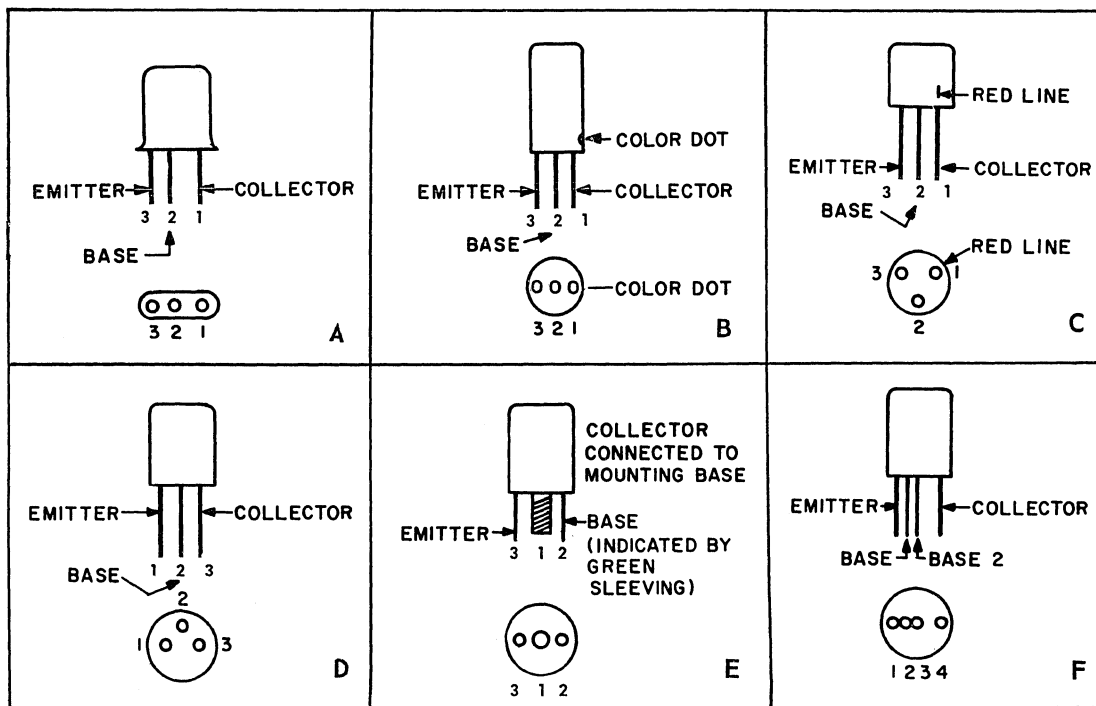 EMITTER
COLLECTOR
3 2 1
BASE
3 2 1
A
COLOR DOT
EMITTER
COLLECTOR
3 2 1
BASE
COLOR DOT
3 2 1
B
RED LINE
EMITTER
COLLECTOR
3 2 1
BASE
RED LINE
3 1
2
C
EMITTER
COLLECTOR
1 2 3
BASE
2
1 3
D
COLLECTOR
CONNECTED TO
MOUNTING BASE
EMITTER
BASE
(INDICATED BY
GREEN
SLEEVING)
3 1 2
3 1 2
E
EMITTER
COLLECTOR
BASE
BASE 2
1 2 3 4
F